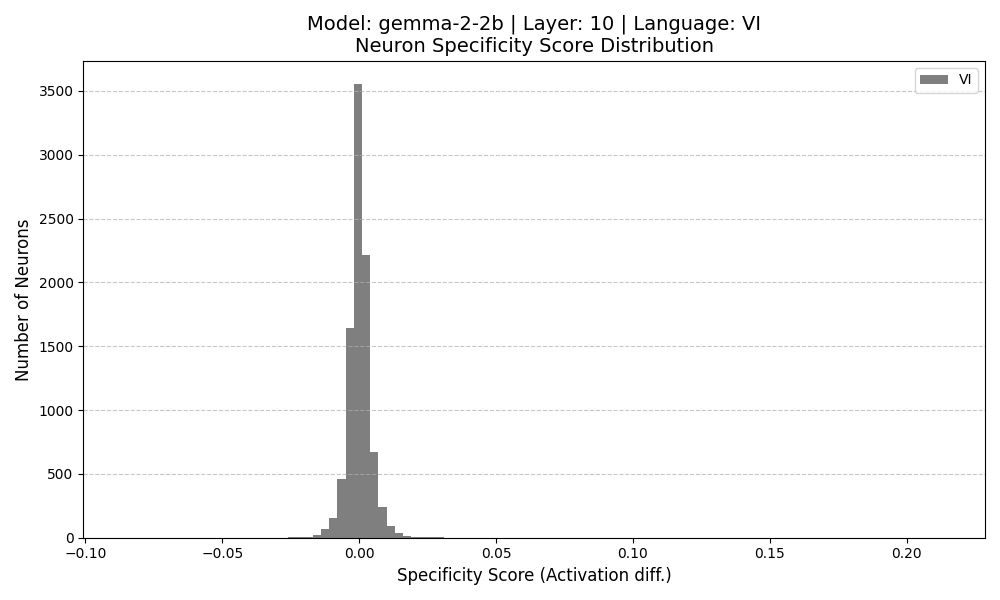 Model: gemma-2-2b | Layer: 10 | Language: VI
Neuron Specificity Score Distribution
VI
Number of Neurons
3500
3000
2500
2000
1500
1000
500
0
−0.10 −0.05 0.00 0.05 0.10 0.15 0.20
Specificity Score (Activation diff.)